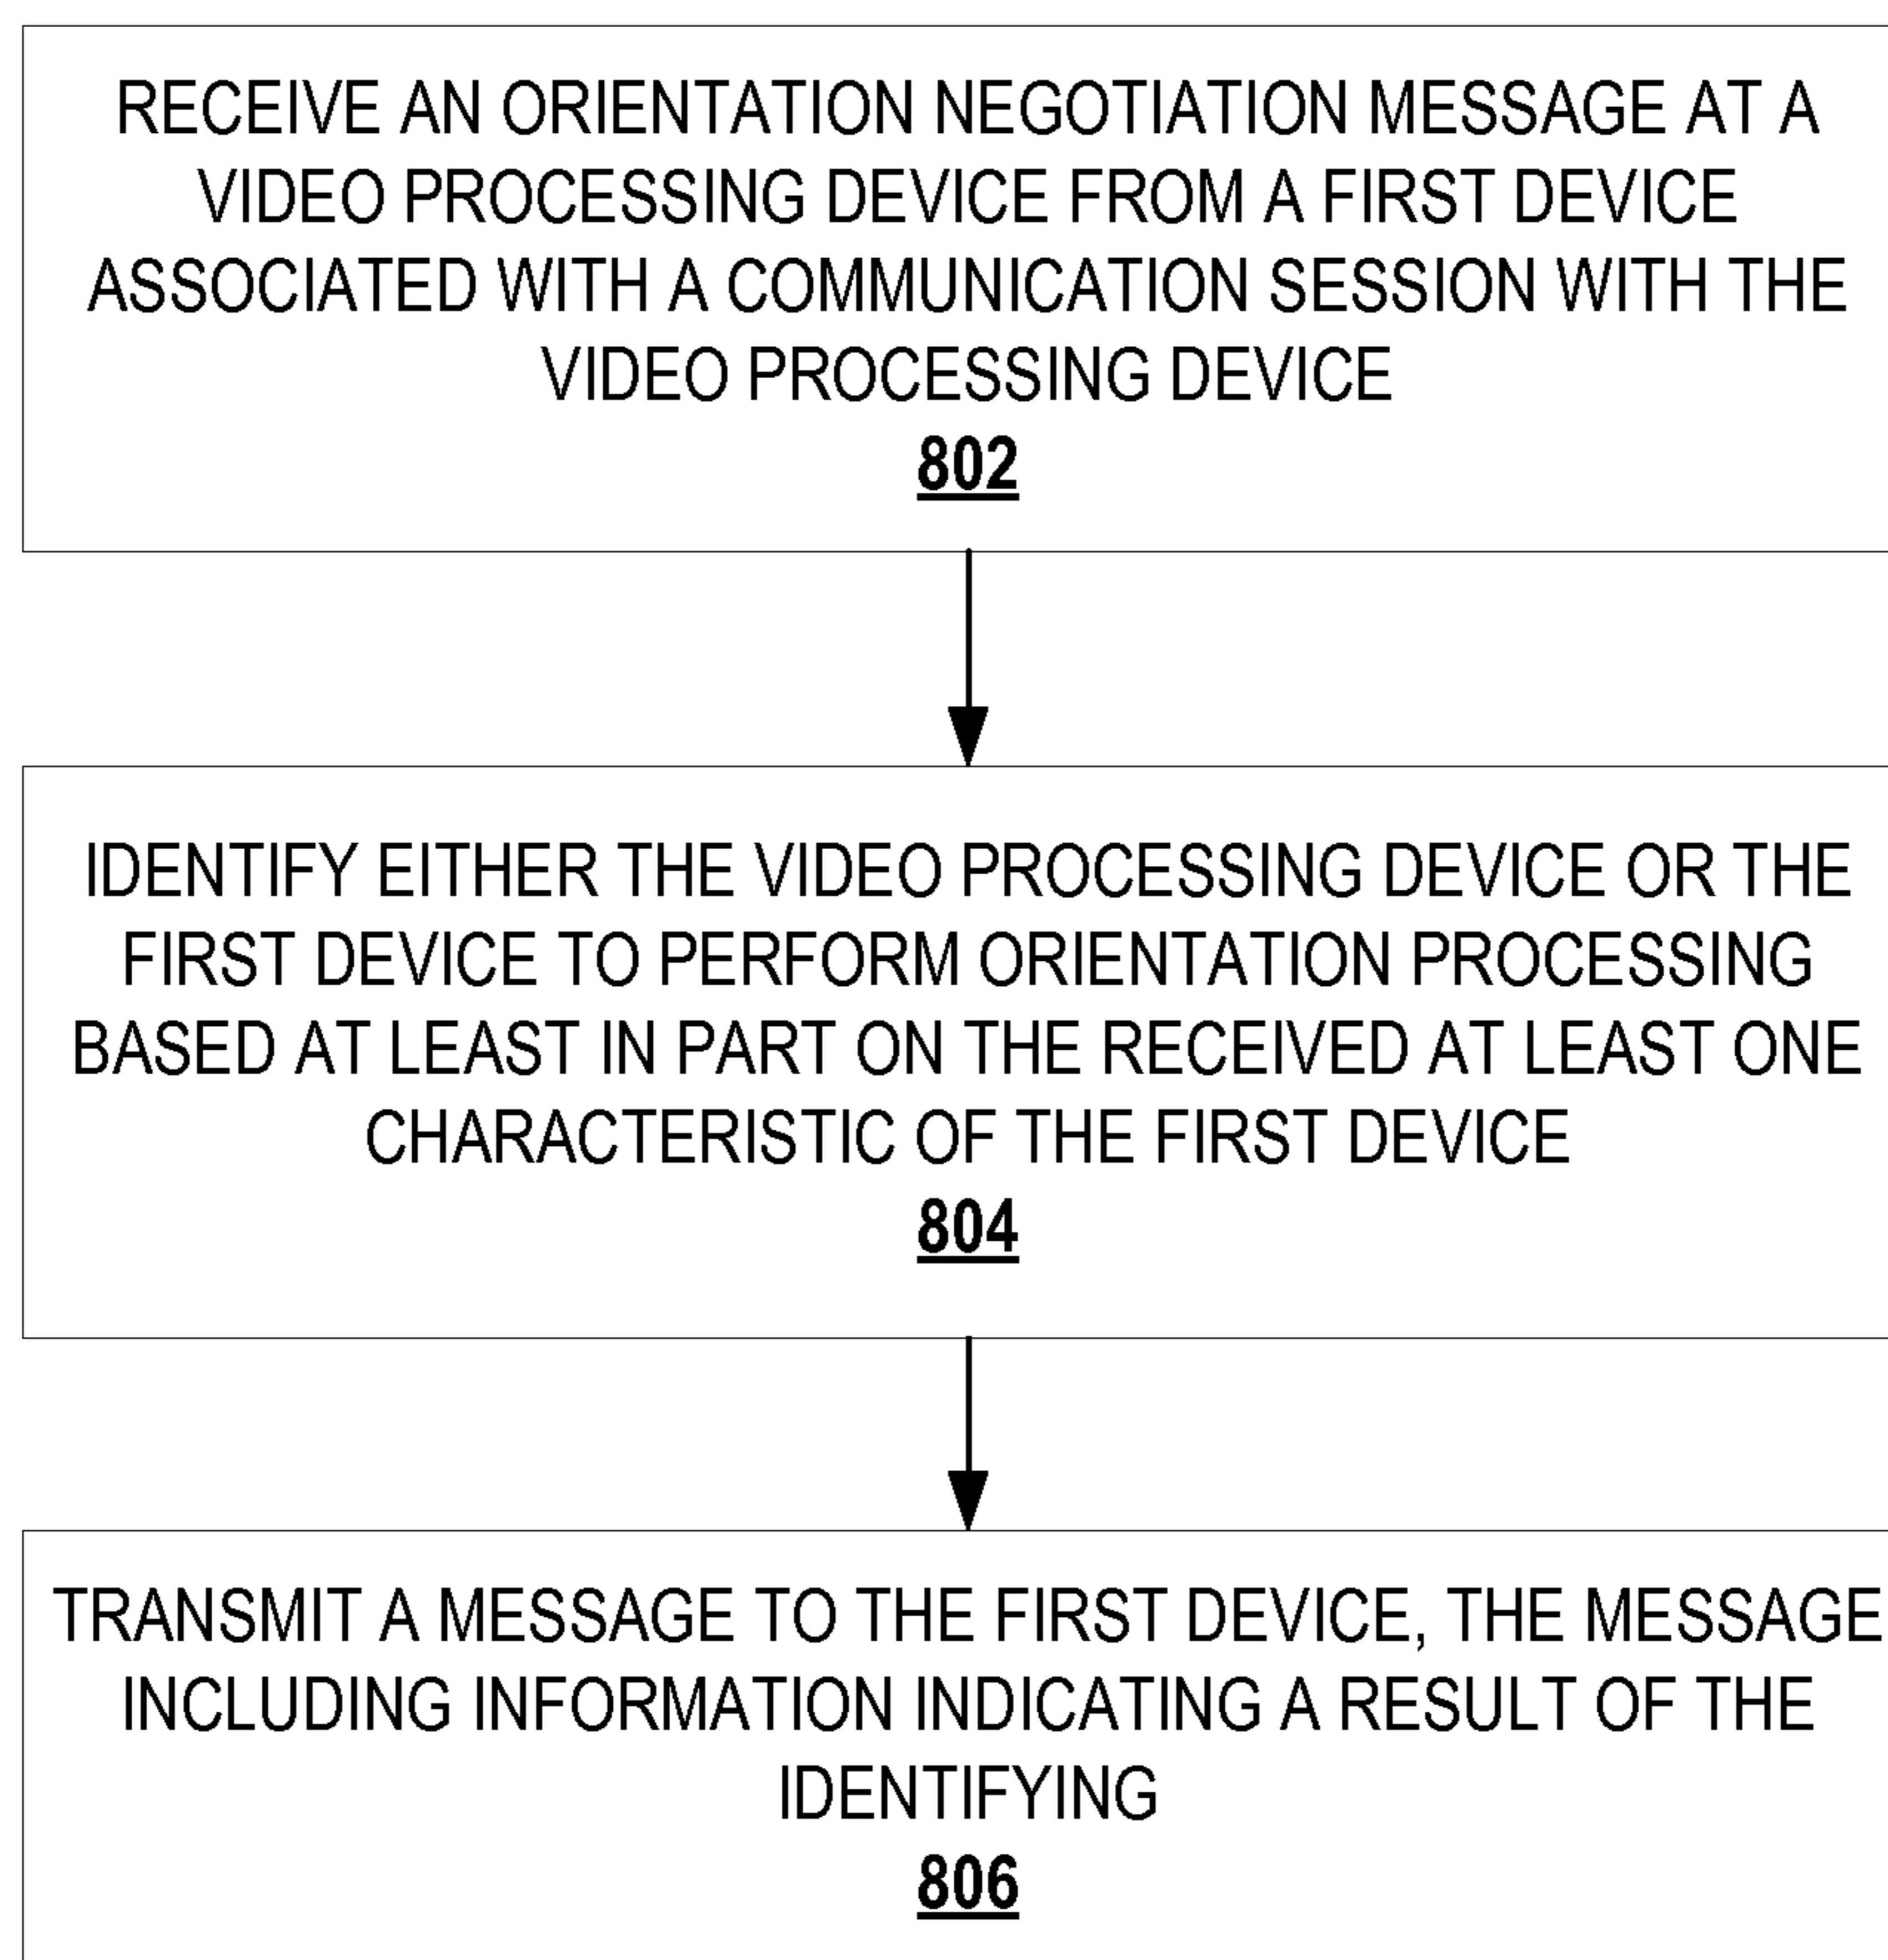 RECEIVE AN ORIENTATION NEGOTIATION MESSAGE AT A
VIDEO PROCESSING DEVICE FROM A FIRST DEVICE
ASSOCIATED WITH A COMMUNICATION SESSION WITH THE
VIDEO PROCESSING DEVICE
802
IDENTIFY EITHER THE VIDEO PROCESSING DEVICE OR THE
FIRST DEVICE TO PERFORM ORIENTATION PROCESSING
BASED AT LEAST IN PART ON THE RECEIVED AT LEAST ONE
CHARACTERISTIC OF THE FIRST DEVICE
804
TRANSMIT A MESSAGE TO THE FIRST DEVICE, THE MESSAGE
INCLUDING INFORMATION INDICATING A RESULT OF THE
IDENTIFYING
806